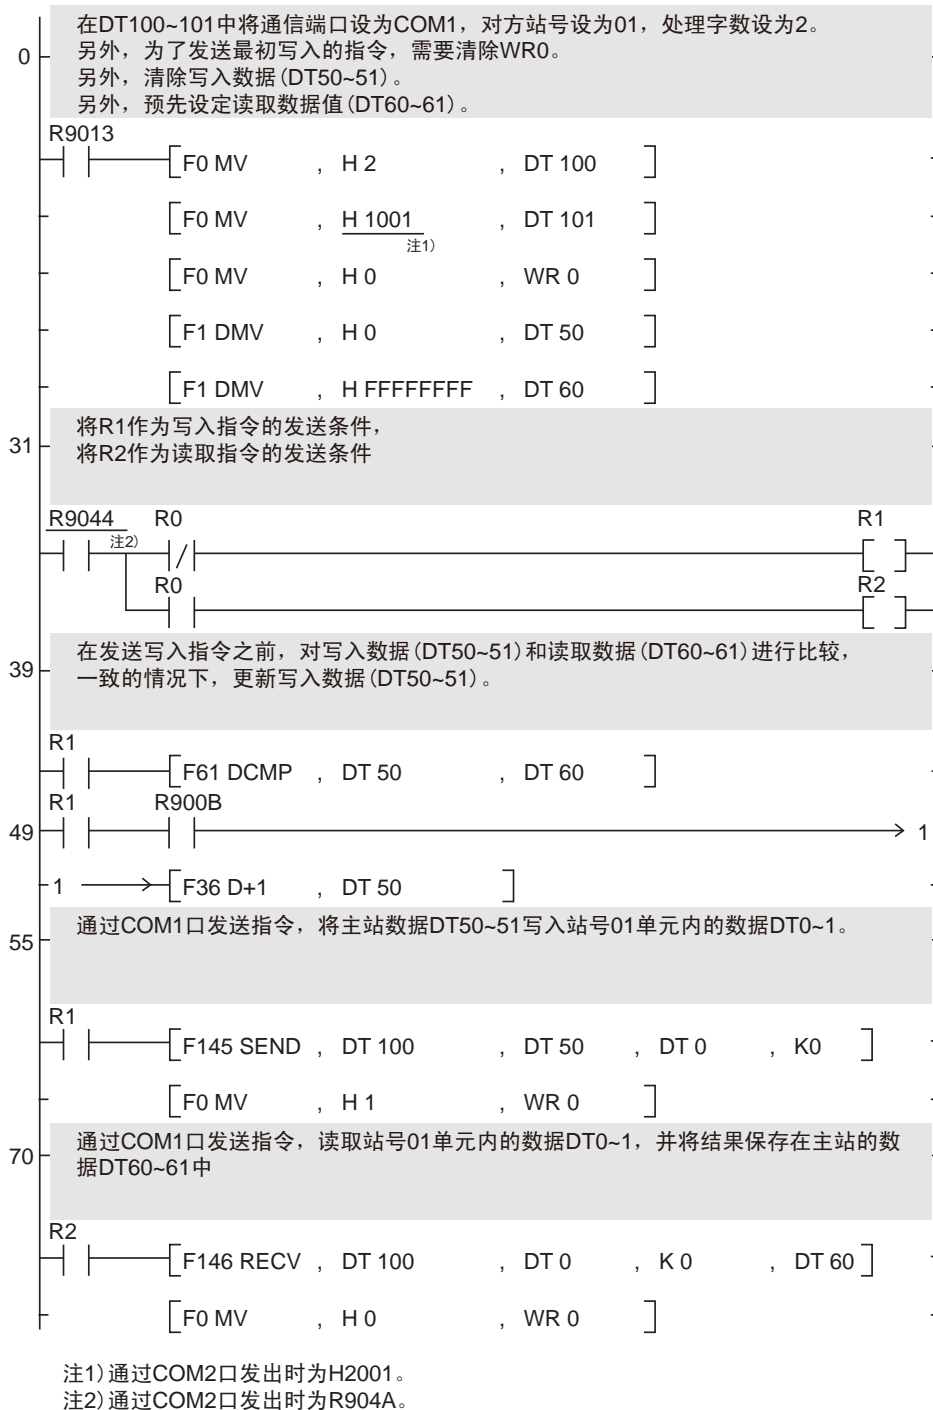 在DT100~101中将通信端口设为COM1，对方站号设为01，处理字数设为2。
0 另外，为了发送最初写入的指令，需要清除WR0。
另外，清除写入数据(DT50~51)。
另外，预先设定读取数据值(DT60~61)。
R9013
F0 MV , H 2 , DT 100
F0 MV , H 1001 , DT 101
注1)
F0 MV , H 0 , WR 0
F1 DMV , H 0 , DT 50
F1 DMV , H FFFFFFFF , DT 60
将R1作为写入指令的发送条件，
31 将R2作为读取指令的发送条件
R9044 R0 R1
注2)
R0 R2
在发送写入指令之前，对写入数据(DT50~51)和读取数据(DT60~61)进行比较，
39 一致的情况下，更新写入数据(DT50~51)。
R1
F61 DCMP , DT 50 , DT 60
R1 R900B
49 1
1 F36 D+1 , DT 50
通过COM1口发送指令，将主站数据DT50~51写入站号01单元内的数据DT0~1。
55
R1
F145 SEND , DT 100 , DT 50 , DT 0 , K0
F0 MV , H 1 , WR 0
通过COM1口发送指令，读取站号01单元内的数据DT0~1，并将结果保存在主站的数
70 据DT60~61中
R2
F146 RECV , DT 100 , DT 0 , K 0 , DT 60
F0 MV , H 0 , WR 0
注1)通过COM2口发出时为H2001。
注2)通过COM2口发出时为R904A。